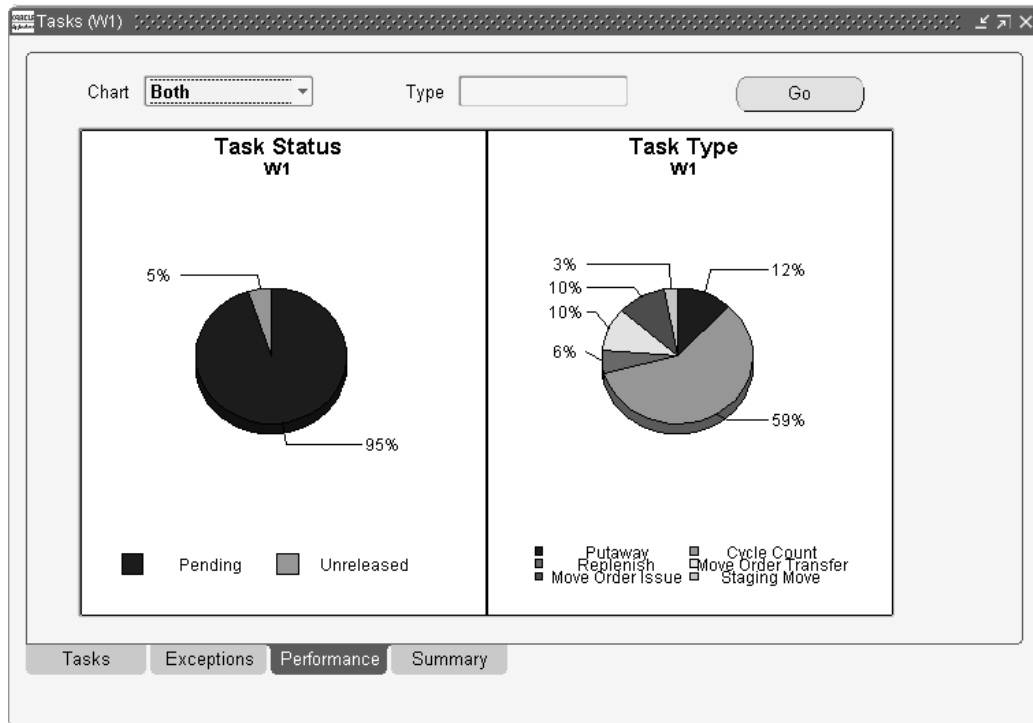 ORACLE
Tasks (W1)
Chart Both Type Go
Task Status
W1
5%
95%
Pending Unreleased
Task Type
W1
3% 12%
10%
10%
6%
59%
Putaway Cycle Count
Replenish Move Order Transfer
Move Order Issue Staging Move
Tasks Exceptions Performance Summary